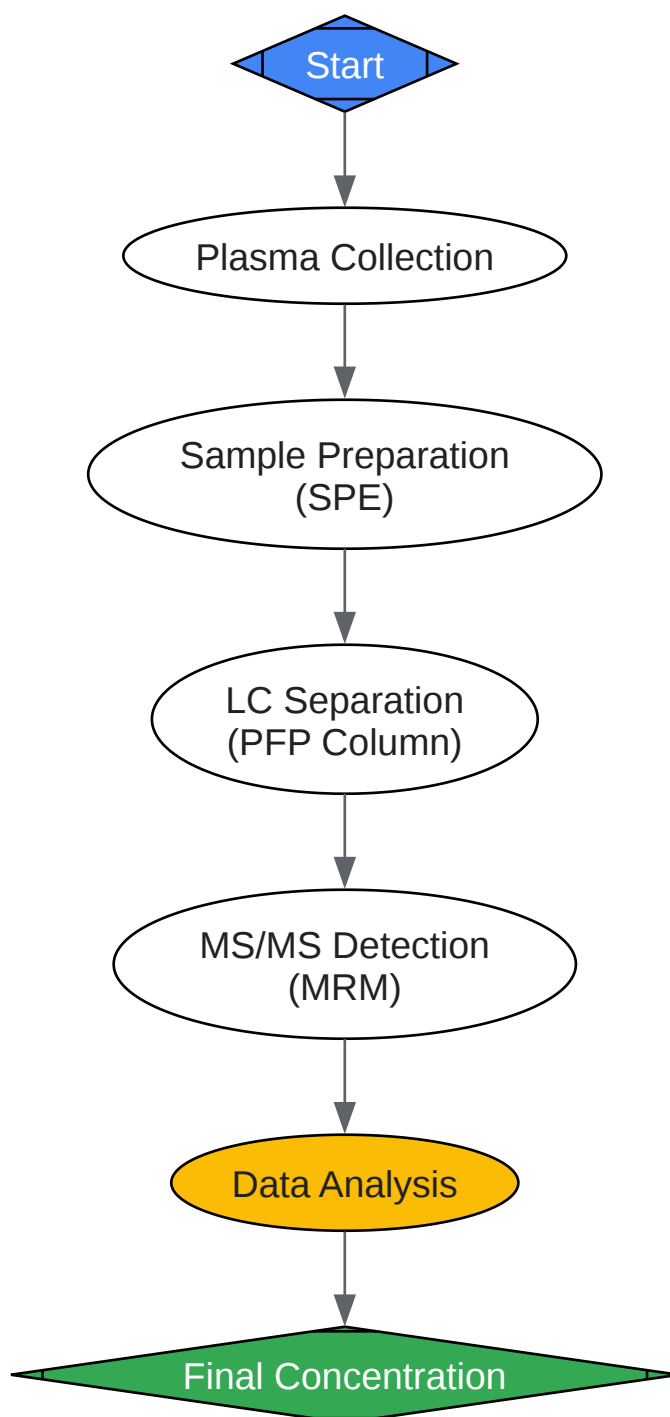 Start
Plasma Collection
Sample Preparation
(SPE)
LC Separation
(PFP Column)
MS/MS Detection
(MRM)
Data Analysis
Final Concentration